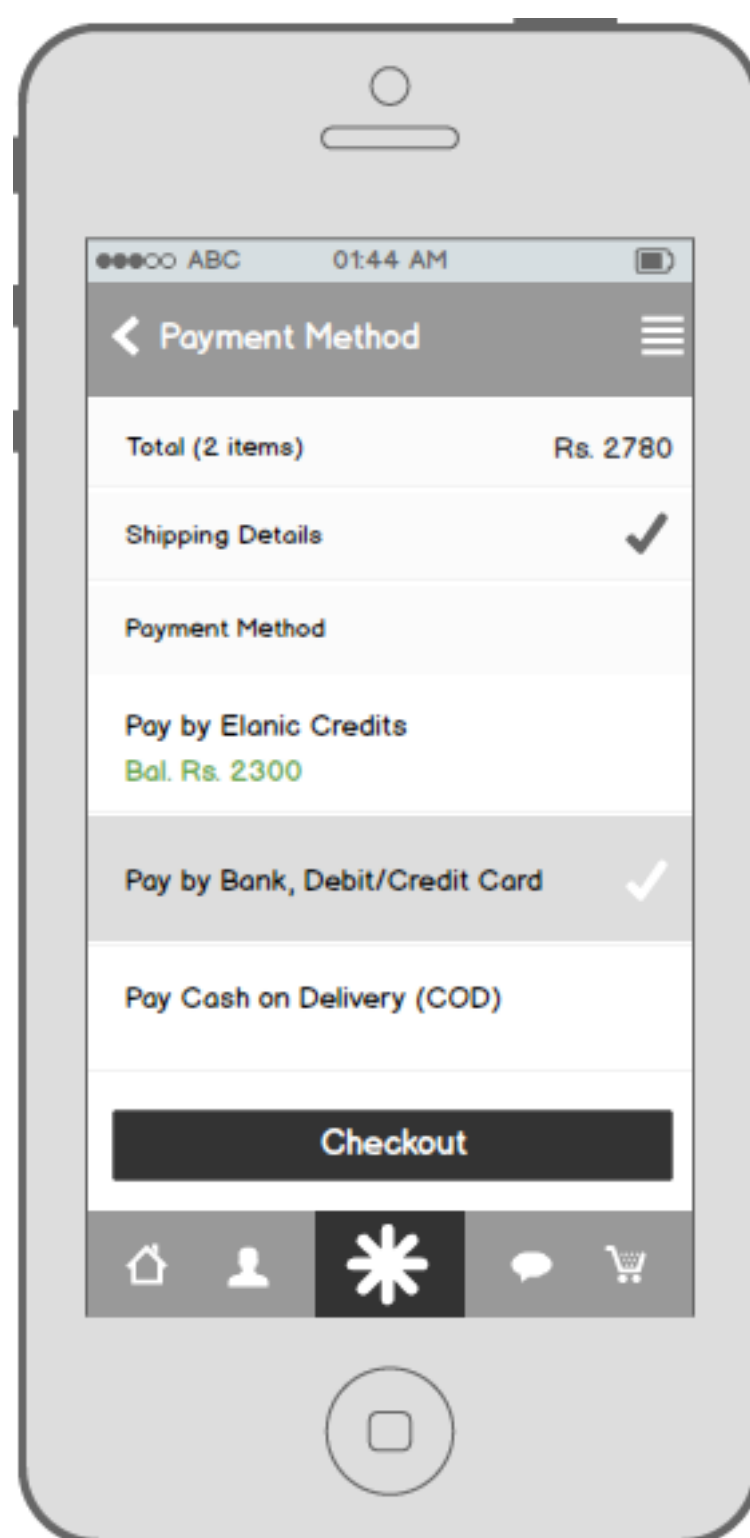 ABC 01:44 AM
Payment Method
Total (2 items) Rs. 2780
Shipping Details
Payment Method
Pay by Elanic Credits
Bal. Rs. 2300
Pay by Bank, Debit/Credit Card
Pay Cash on Delivery (COD)
Checkout